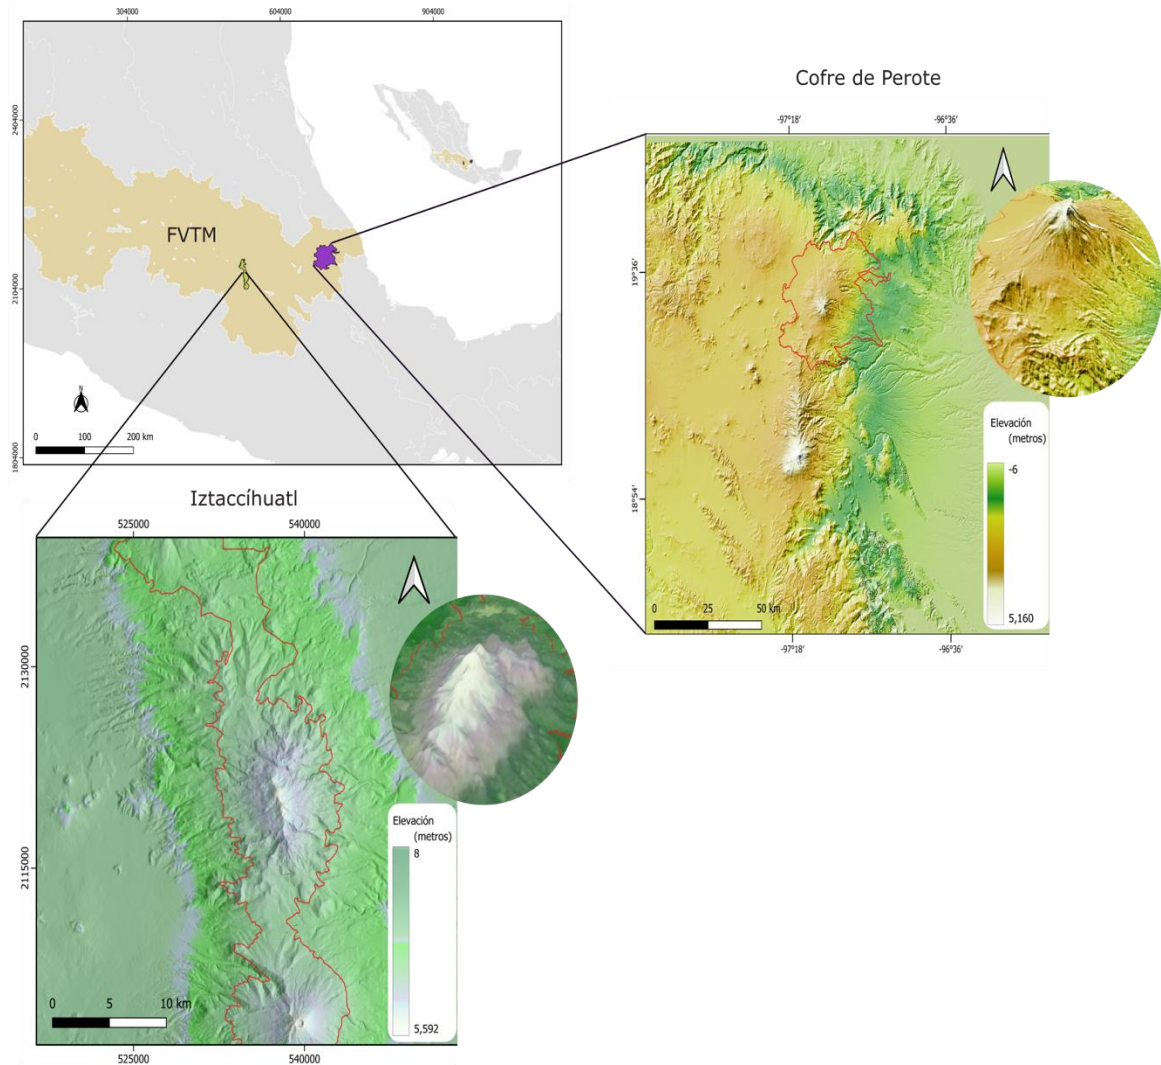 304000
604000
904000
2404000
2104000
1804000
FVTM
N
0
100
200 km
Cofre de Perote
-97°18′
-96°36′
19°36′
18°54′
Elevación
(metros)
-6
5,160
0
25
50 km
-97°18′
-96°36′
Iztaccíhuatl
525000
540000
2130000
2115000
Elevación
(metros)
8
5,592
0
5
10 km
525000
540000